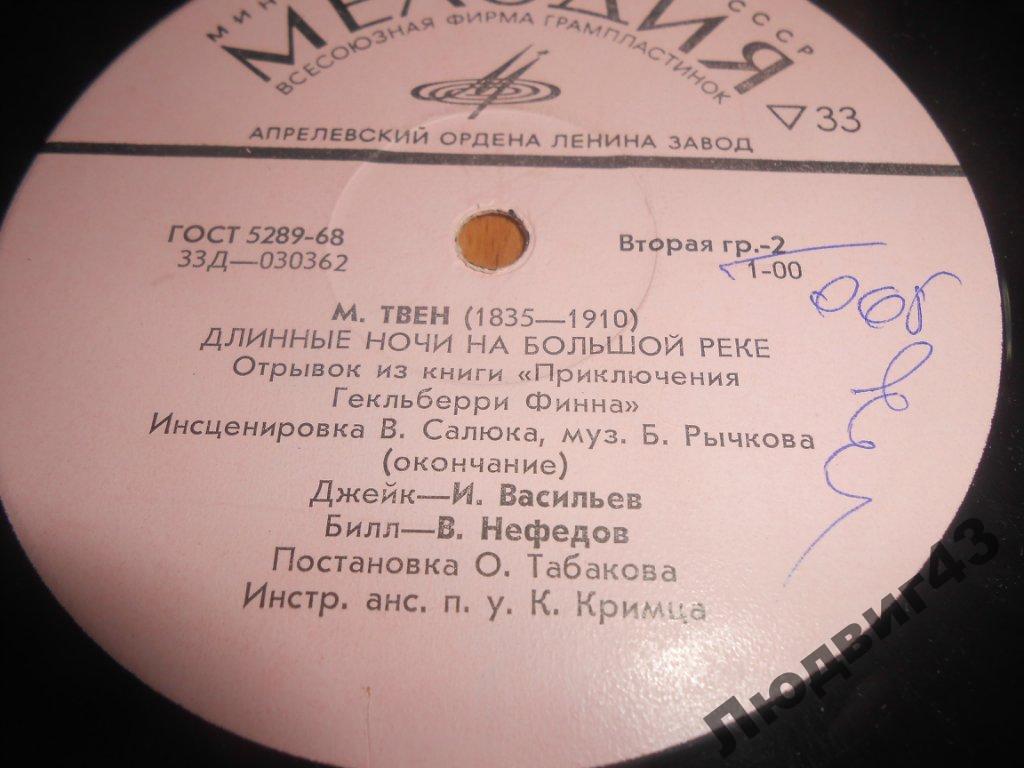 МЕЛОДИЯ
СССР
ВСЕСОЮЗНАЯ ФИРМА ГРАМПЛАСТИНОК
▽33
АПРЕЛЕВСКИЙ ОРДЕНА ЛЕНИНА ЗАВОД
ГОСТ 5289-68
33Д—030362
Вторая гр.-2
1-00
М. ТВЕН (1835—1910)
ДЛИННЫЕ НОЧИ НА БОЛЬШОЙ РЕКЕ
Отрывок из книги «Приключения
Гекльберри Финна»
Инсценировка В. Салюка, муз. Б. Рычкова
(окончание)
Джейк—И. Васильев
Билл—В. Нефедов
Постановка О. Табакова
Инстр. анс. п. у. К. Кримца
Людвиг43